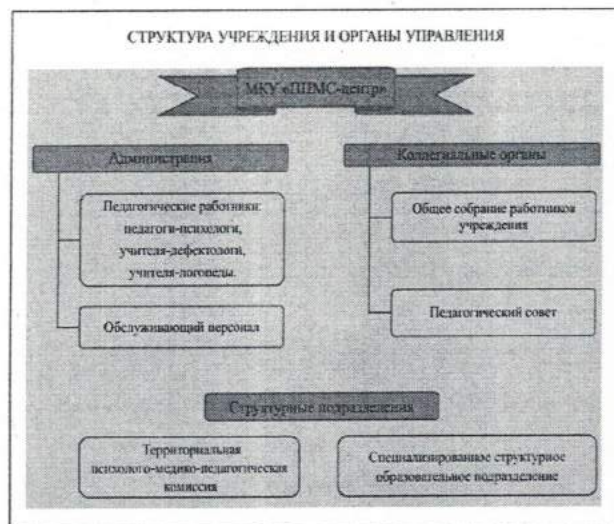 СТРУКТУРА УЧРЕЖДЕНИЯ И ОРГАНЫ УПРАВЛЕНИЯ
МКУ «ППМС-центр»
Администрация
Педагогические работники:
педагоги-психологи,
учителя-дефектологи,
учителя-логопеды.
Обслуживающий персонал
Коллегиальные органы
Общее собрание работников
учреждения
Педагогический совет
Структурные подразделения
Территориальная
психолого-медико-педагогическая
комиссия
Специализированное структурное
образовательное подразделение